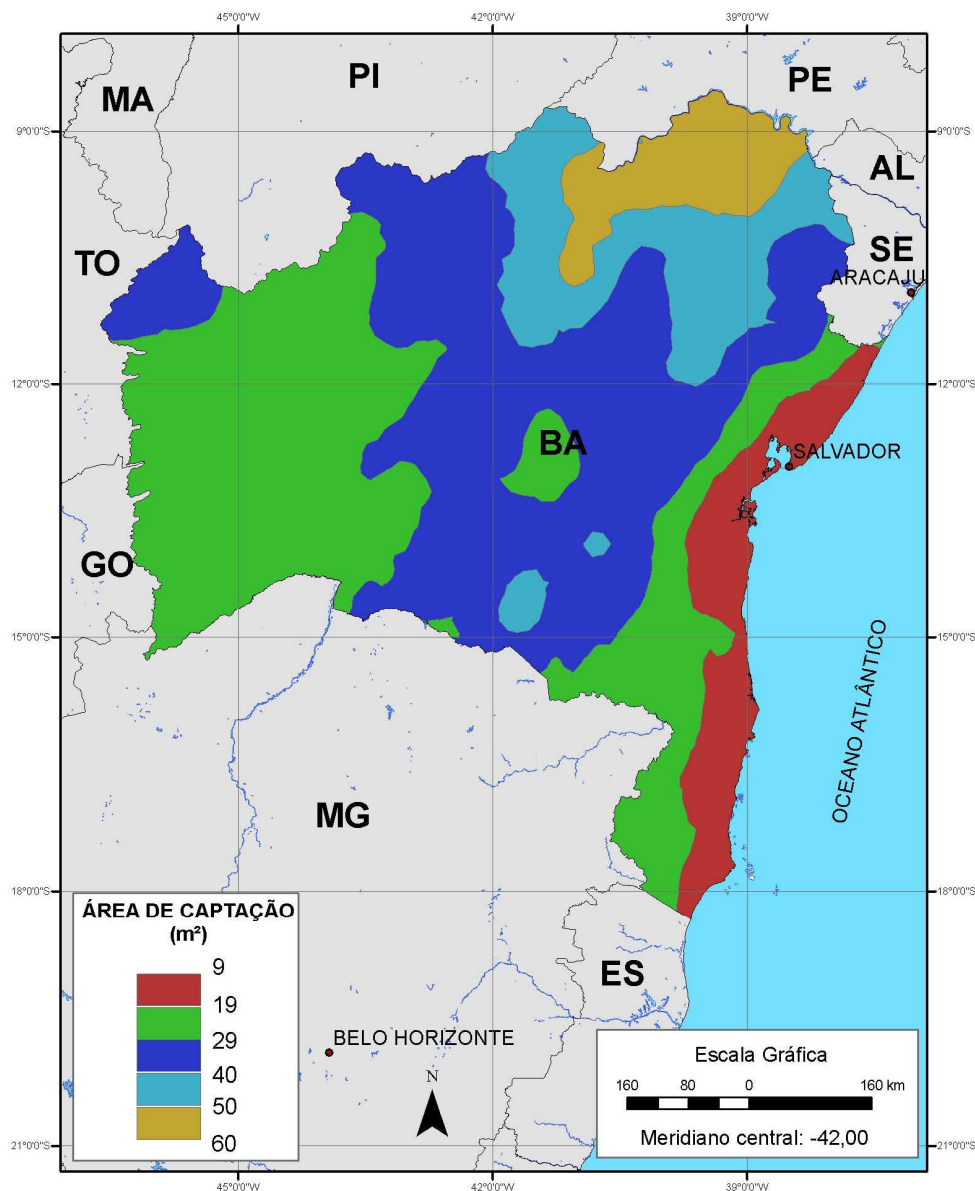 45°0'0"W 42°0'0"W 39°0'0"W
PI
PE
MA
9°0'0"S 9°0'0"S
AL
TO
SE
ARACAJU
12°0'0"S 12°0'0"S
BA
SALVADOR
GO
15°0'0"S 15°0'0"S
OCEANO ATLÂNTICO
MG
18°0'0"S 18°0'0"S
ÁREA DE CAPTAÇÃO
(m²)
9
19
29
40
50
60
ES
BELO HORIZONTE
N
Escala Gráfica
160 80 0 160 km
Meridiano central: -42,00
21°0'0"S 21°0'0"S
45°0'0"W 42°0'0"W 39°0'0"W